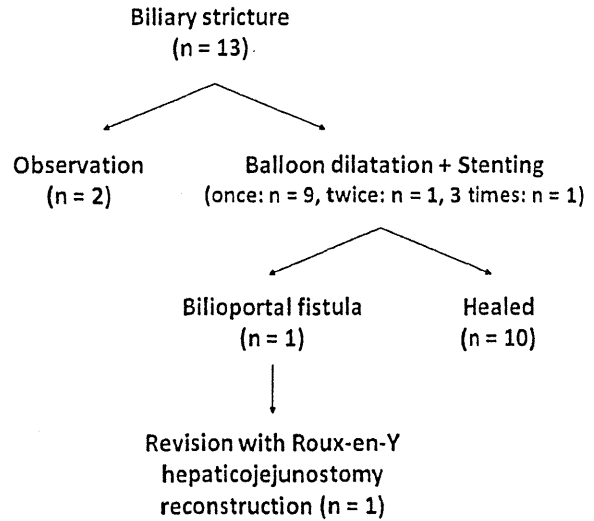 Biliary stricture
(n = 13)
Observation
(n = 2)
Balloon dilatation + Stenting
(once: n = 9, twice: n = 1, 3 times: n = 1)
Bilioportal fistula
(n = 1)
Healed
(n = 10)
Revision with Roux-en-Y
hepaticojejunostomy
reconstruction (n = 1)